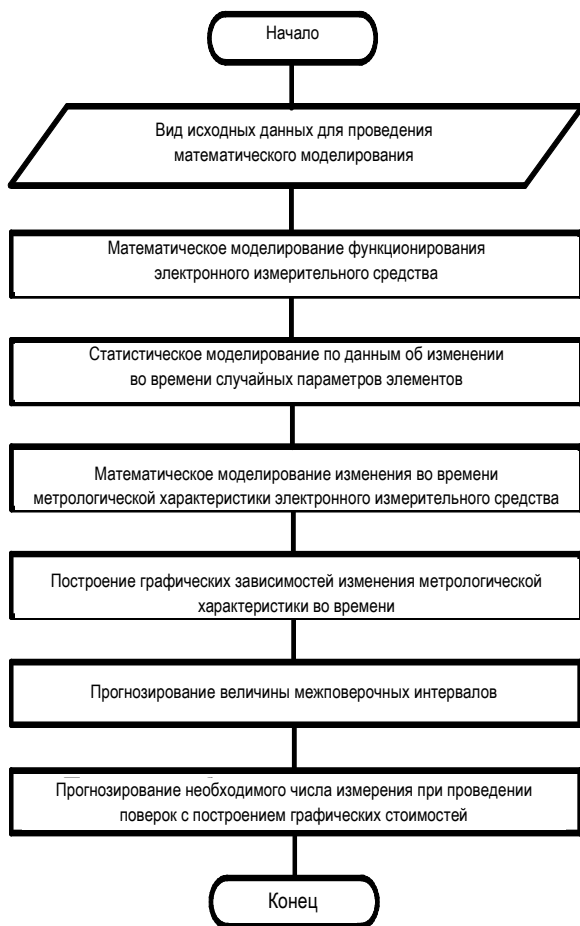 Начало
Вид исходных данных для проведения
математического моделирования
Математическое моделирование функционирования
электронного измерительного средства
Статистическое моделирование по данным об изменении
во времени случайных параметров элементов
Математическое моделирование изменения во времени
метрологической характеристики электронного измерительного средства
Построение графических зависимостей изменения метрологической
характеристики во времени
Прогнозирование величины межповерочных интервалов
Прогнозирование необходимого числа измерения при проведении
поверок с построением графических стоимостей
Конец